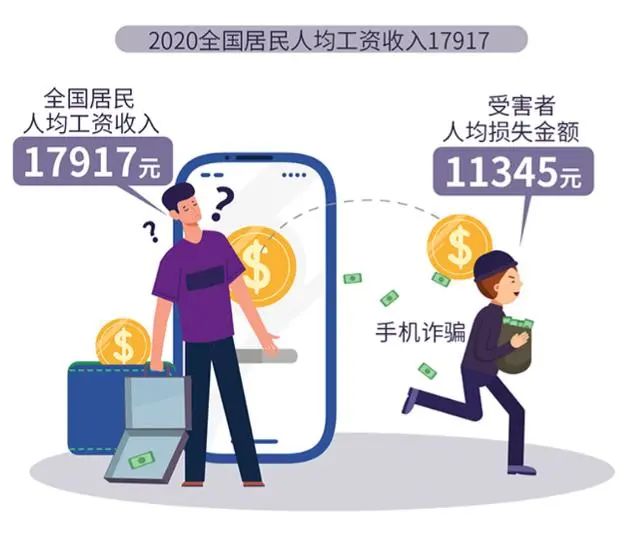 2020全国居民人均工资收入17917
全国居民
人均工资收入
17917元
受害者
人均损失金额
11345元
?
?
$
$
$
手机诈骗